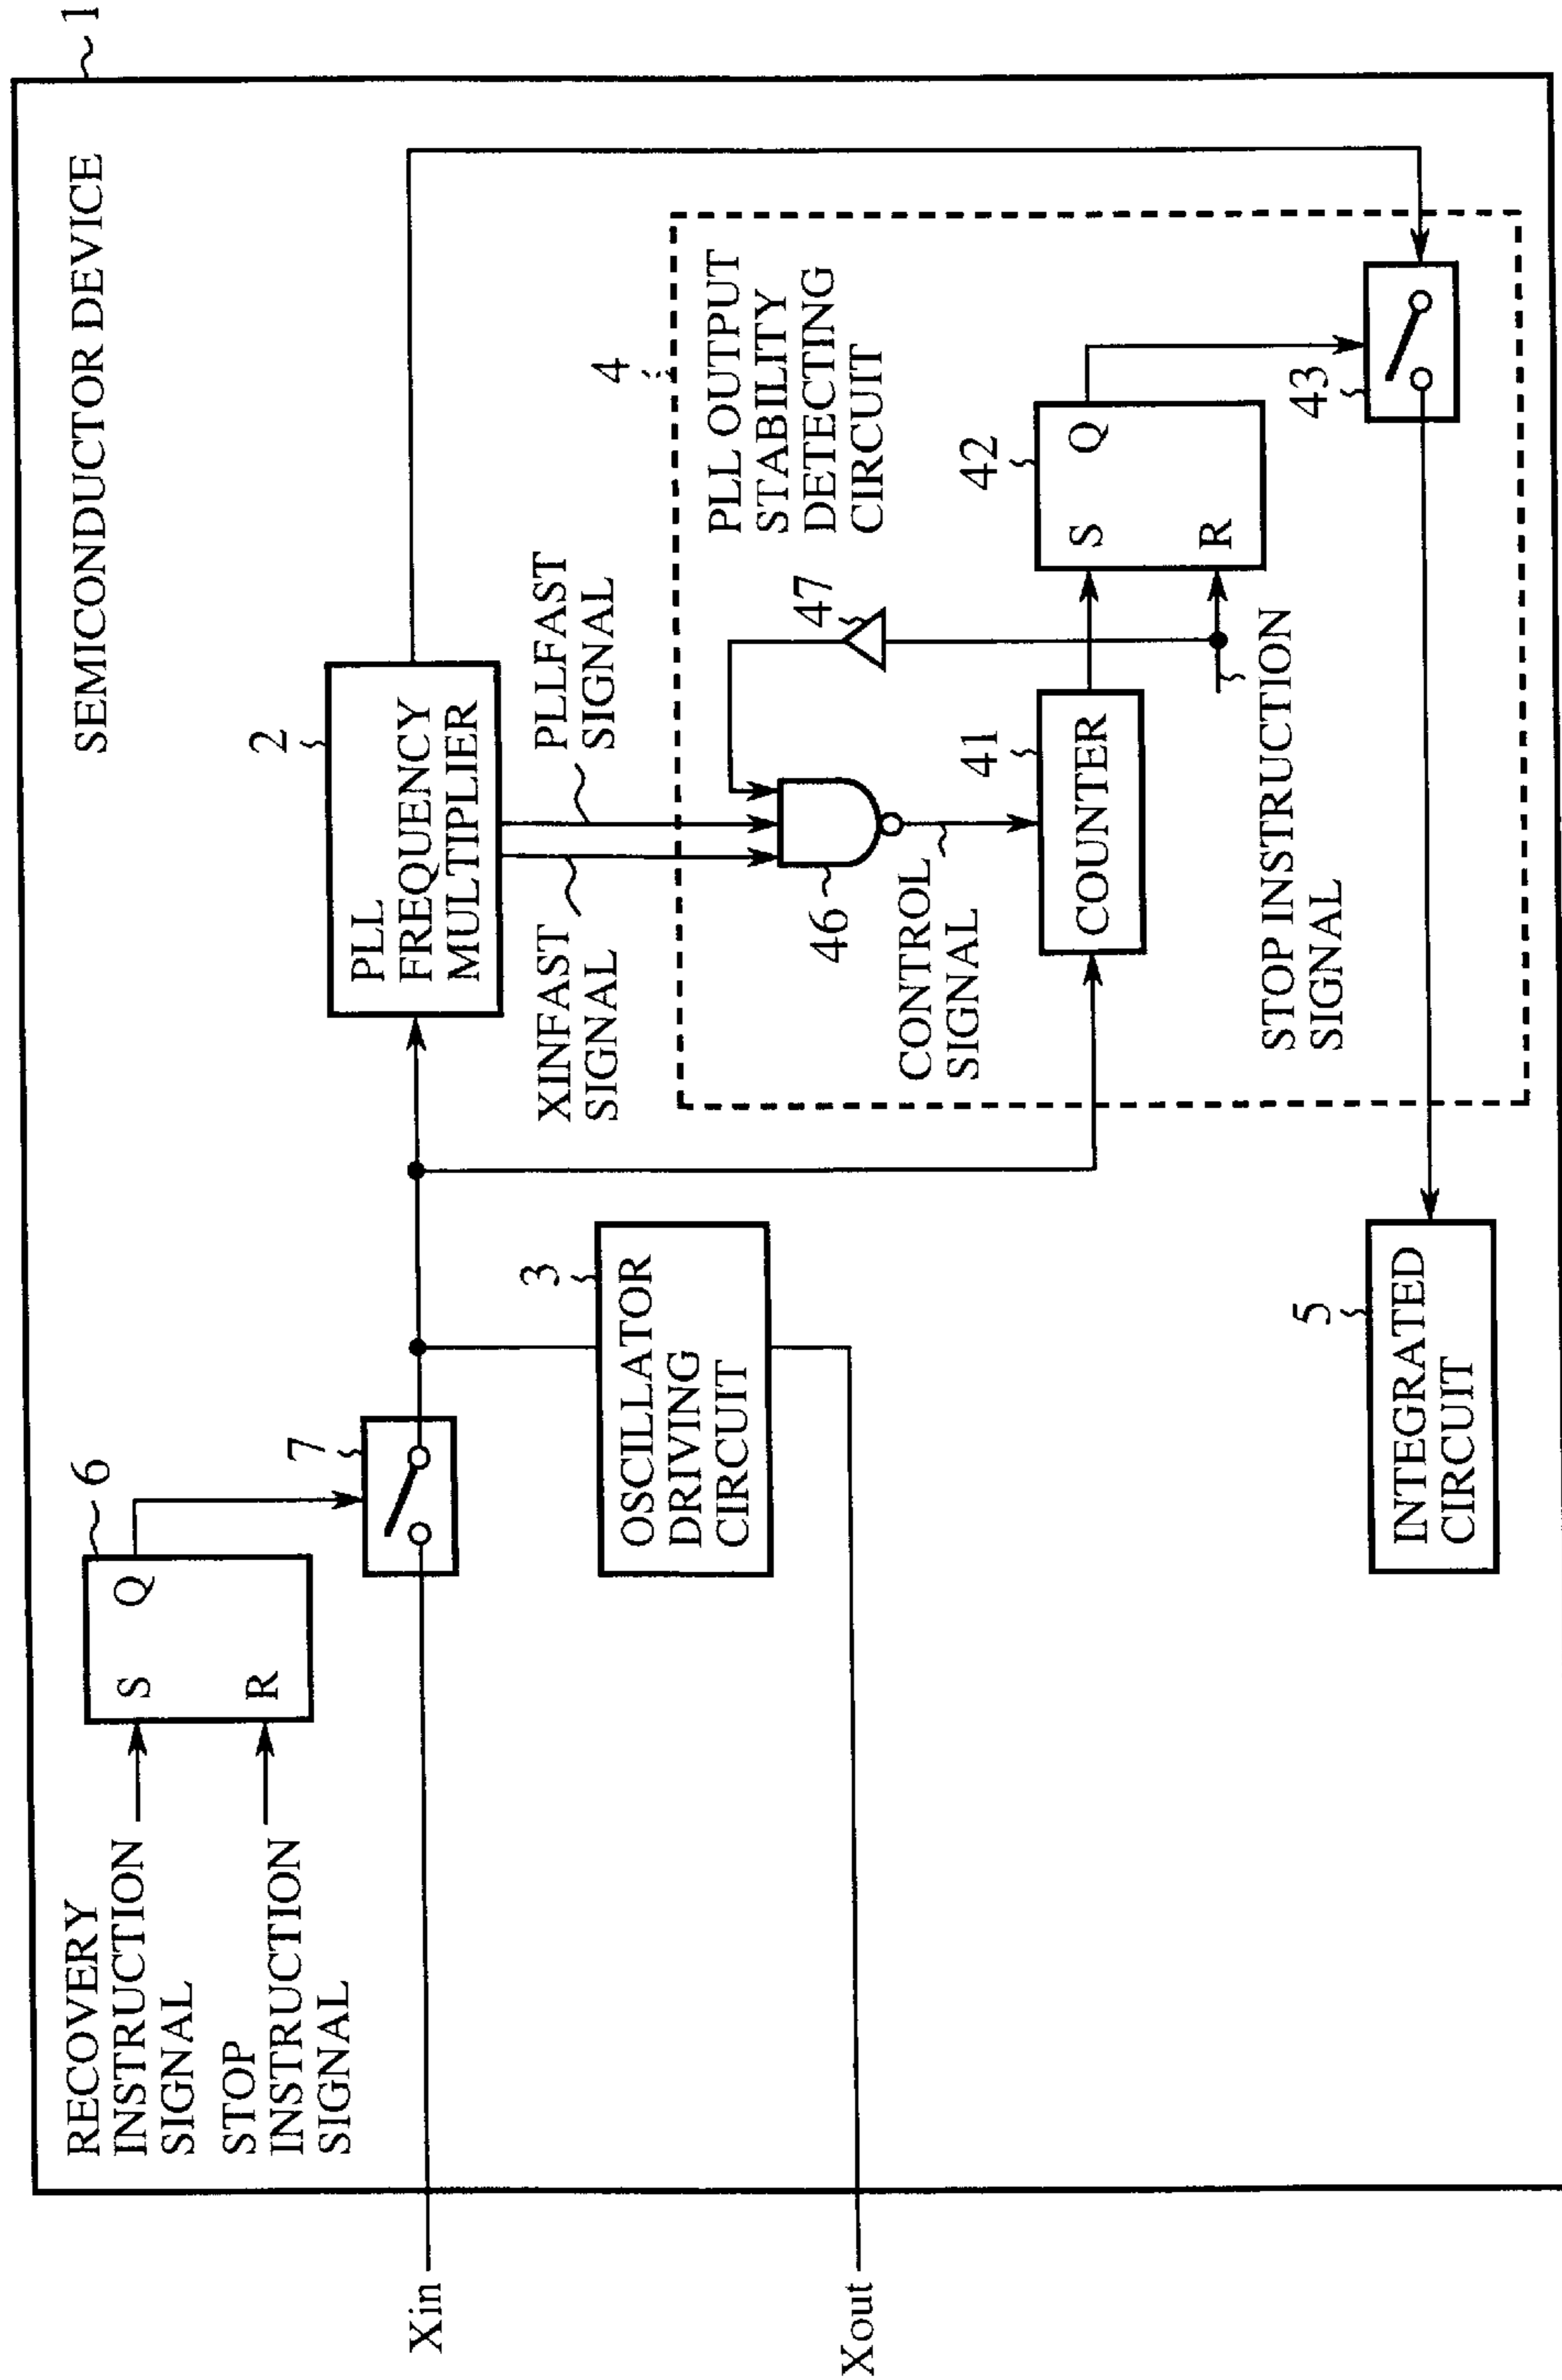 1
SEMICONDUCTOR DEVICE
RECOVERY
INSTRUCTION
SIGNAL
STOP
INSTRUCTION
SIGNAL
S
Q
R
6
7
Xin
Xout
3
OSCILLATOR
DRIVING
CIRCUIT
2
PLL
FREQUENCY
MULTIPLIER
XINFAST
SIGNAL
PLLFAST
SIGNAL
4
PLL OUTPUT
STABILITY
DETECTING
CIRCUIT
46
47
CONTROL
SIGNAL
41
COUNTER
42
S
Q
R
STOP INSTRUCTION
SIGNAL
43
5
INTEGRATED
CIRCUIT